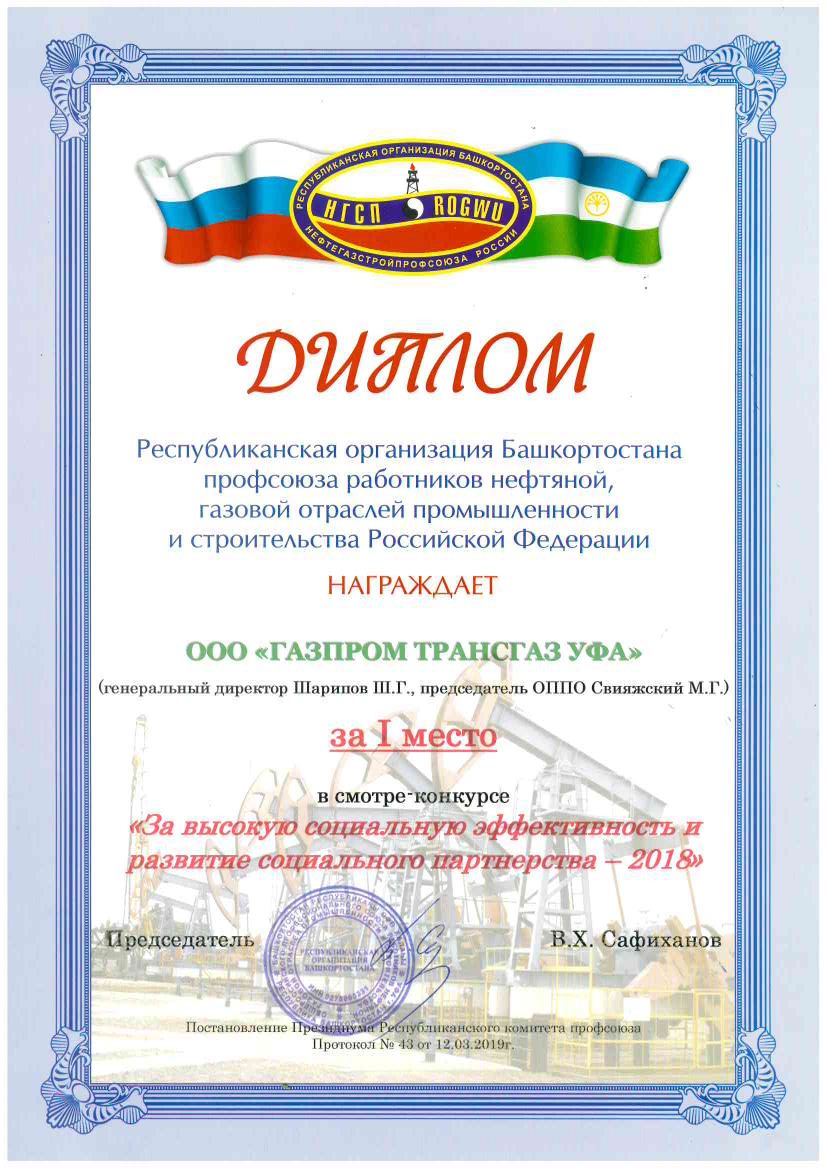 РЕСПУБЛИКАНСКАЯ ОРГАНИЗАЦИЯ БАШКОРТОСТАНА
НГСП ROGWU
НЕФТЕГАЗСТРОЙПРОФСОЮЗА РОССИИ
ДИПЛОМ
Республиканская организация Башкортостана
профсоюза работников нефтяной,
газовой отраслей промышленности
и строительства Российской Федерации
НАГРАЖДАЕТ
ООО «ГАЗПРОМ ТРАНСГАЗ УФА»
(генеральный директор Шарипов Ш.Г., председатель ОППО Свияжский М.Г.)
за I место
в смотре-конкурсе
«За высокую социальную эффективность и
развитие социального партнерства – 2018»
Председатель
В.Х. Сафиханов
РЕСПУБЛИКАНСКАЯ
ОРГАНИЗАЦИЯ
БАШКОРТОСТАНА
Постановление Президиума Республиканского комитета профсоюза
Протокол № 43 от 12.03.2019г.